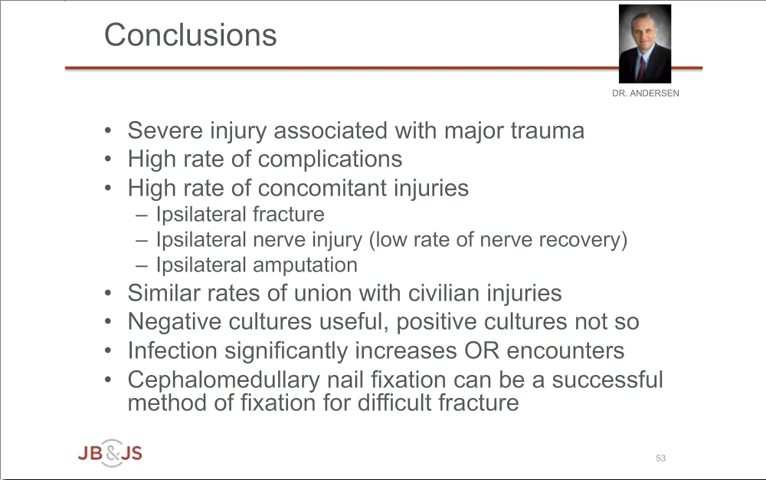 Conclusions
DR. ANDERSEN
• Severe injury associated with major trauma
• High rate of complications
• High rate of concomitant injuries
– Ipsilateral fracture
– Ipsilateral nerve injury (low rate of nerve recovery)
– Ipsilateral amputation
• Similar rates of union with civilian injuries
• Negative cultures useful, positive cultures not so
• Infection significantly increases OR encounters
• Cephalomedullary nail fixation can be a successful
method of fixation for difficult fracture
JB&JS
53